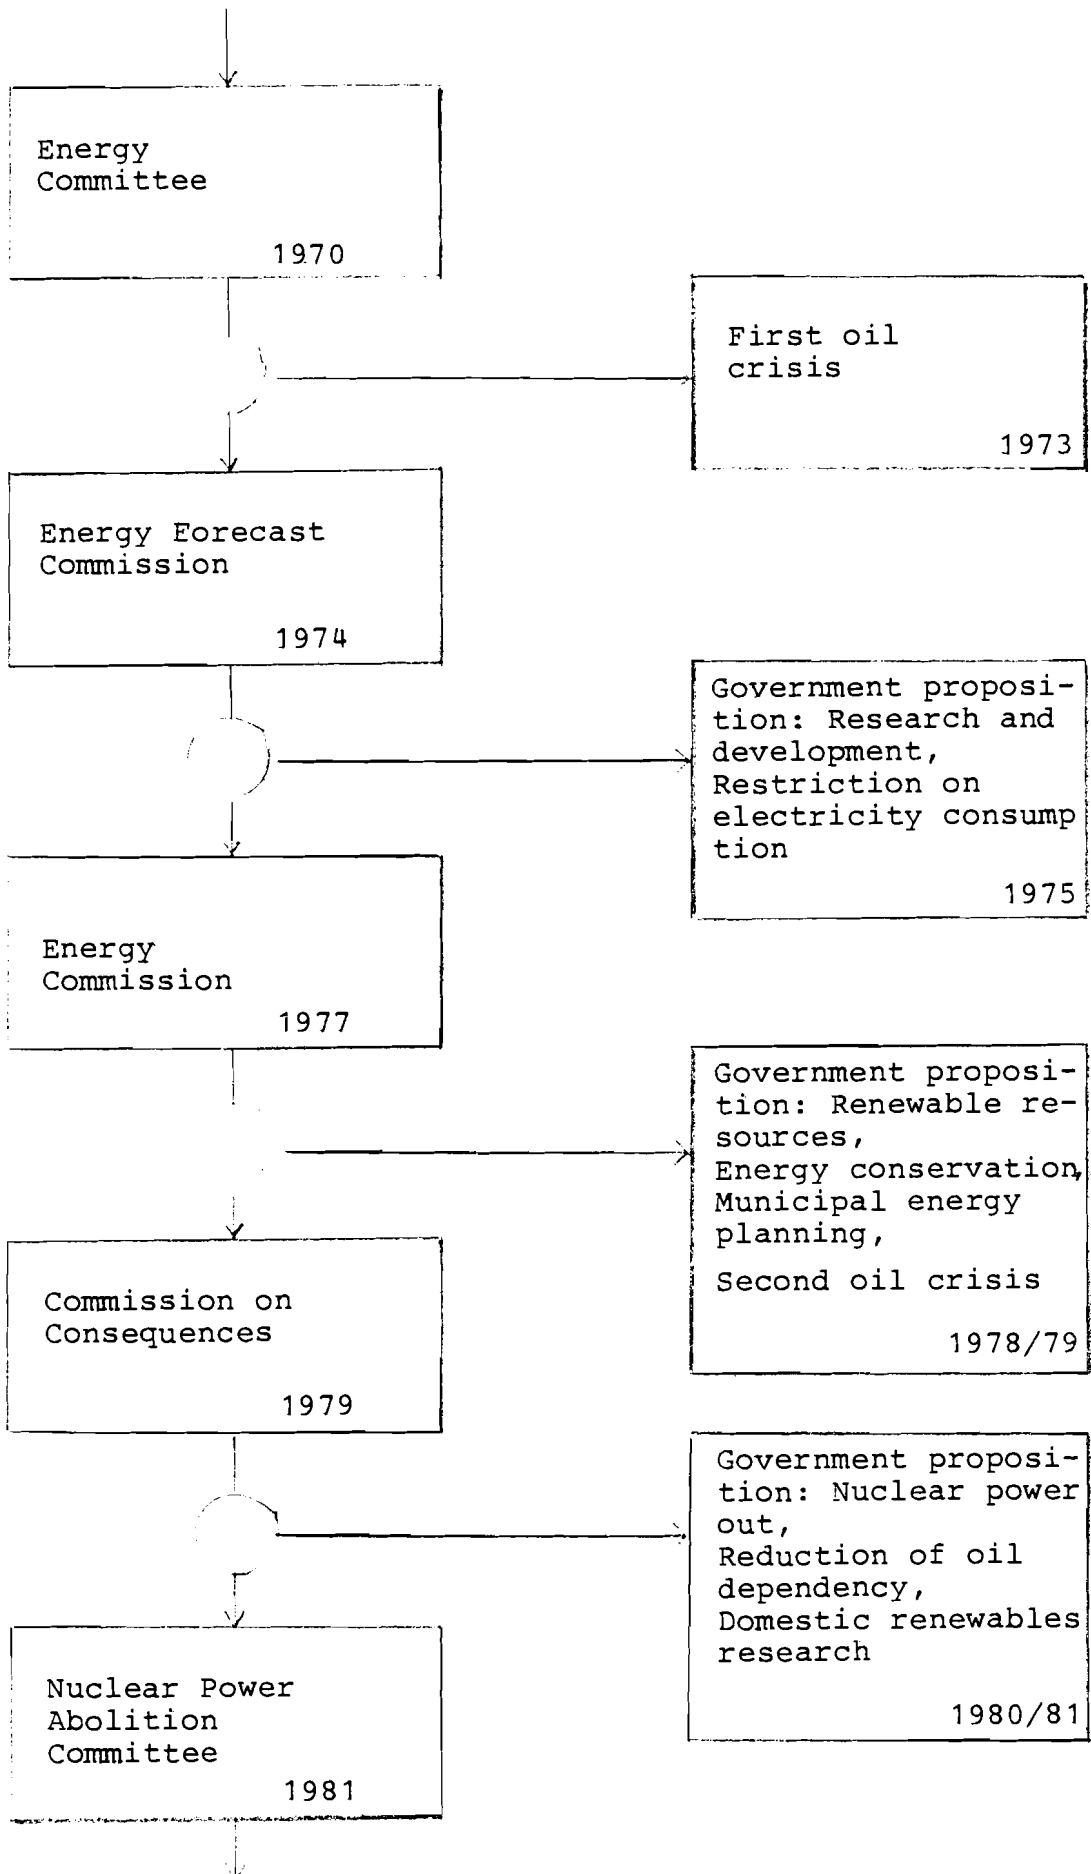 Energy
Committee
1970
First oil
crisis
1973
Energy Forecast
Commission
1974
Government proposi-
tion: Research and
development,
Restriction on
electricity consump
tion
1975
Energy
Commission
1977
Government proposi-
tion: Renewable re-
sources,
Energy conservation,
Municipal energy
planning,
Second oil crisis
1978/79
Commission on
Consequences
1979
Government proposi-
tion: Nuclear power
out,
Reduction of oil
dependency,
Domestic renewables
research
1980/81
Nuclear Power
Abolition
Committee
1981